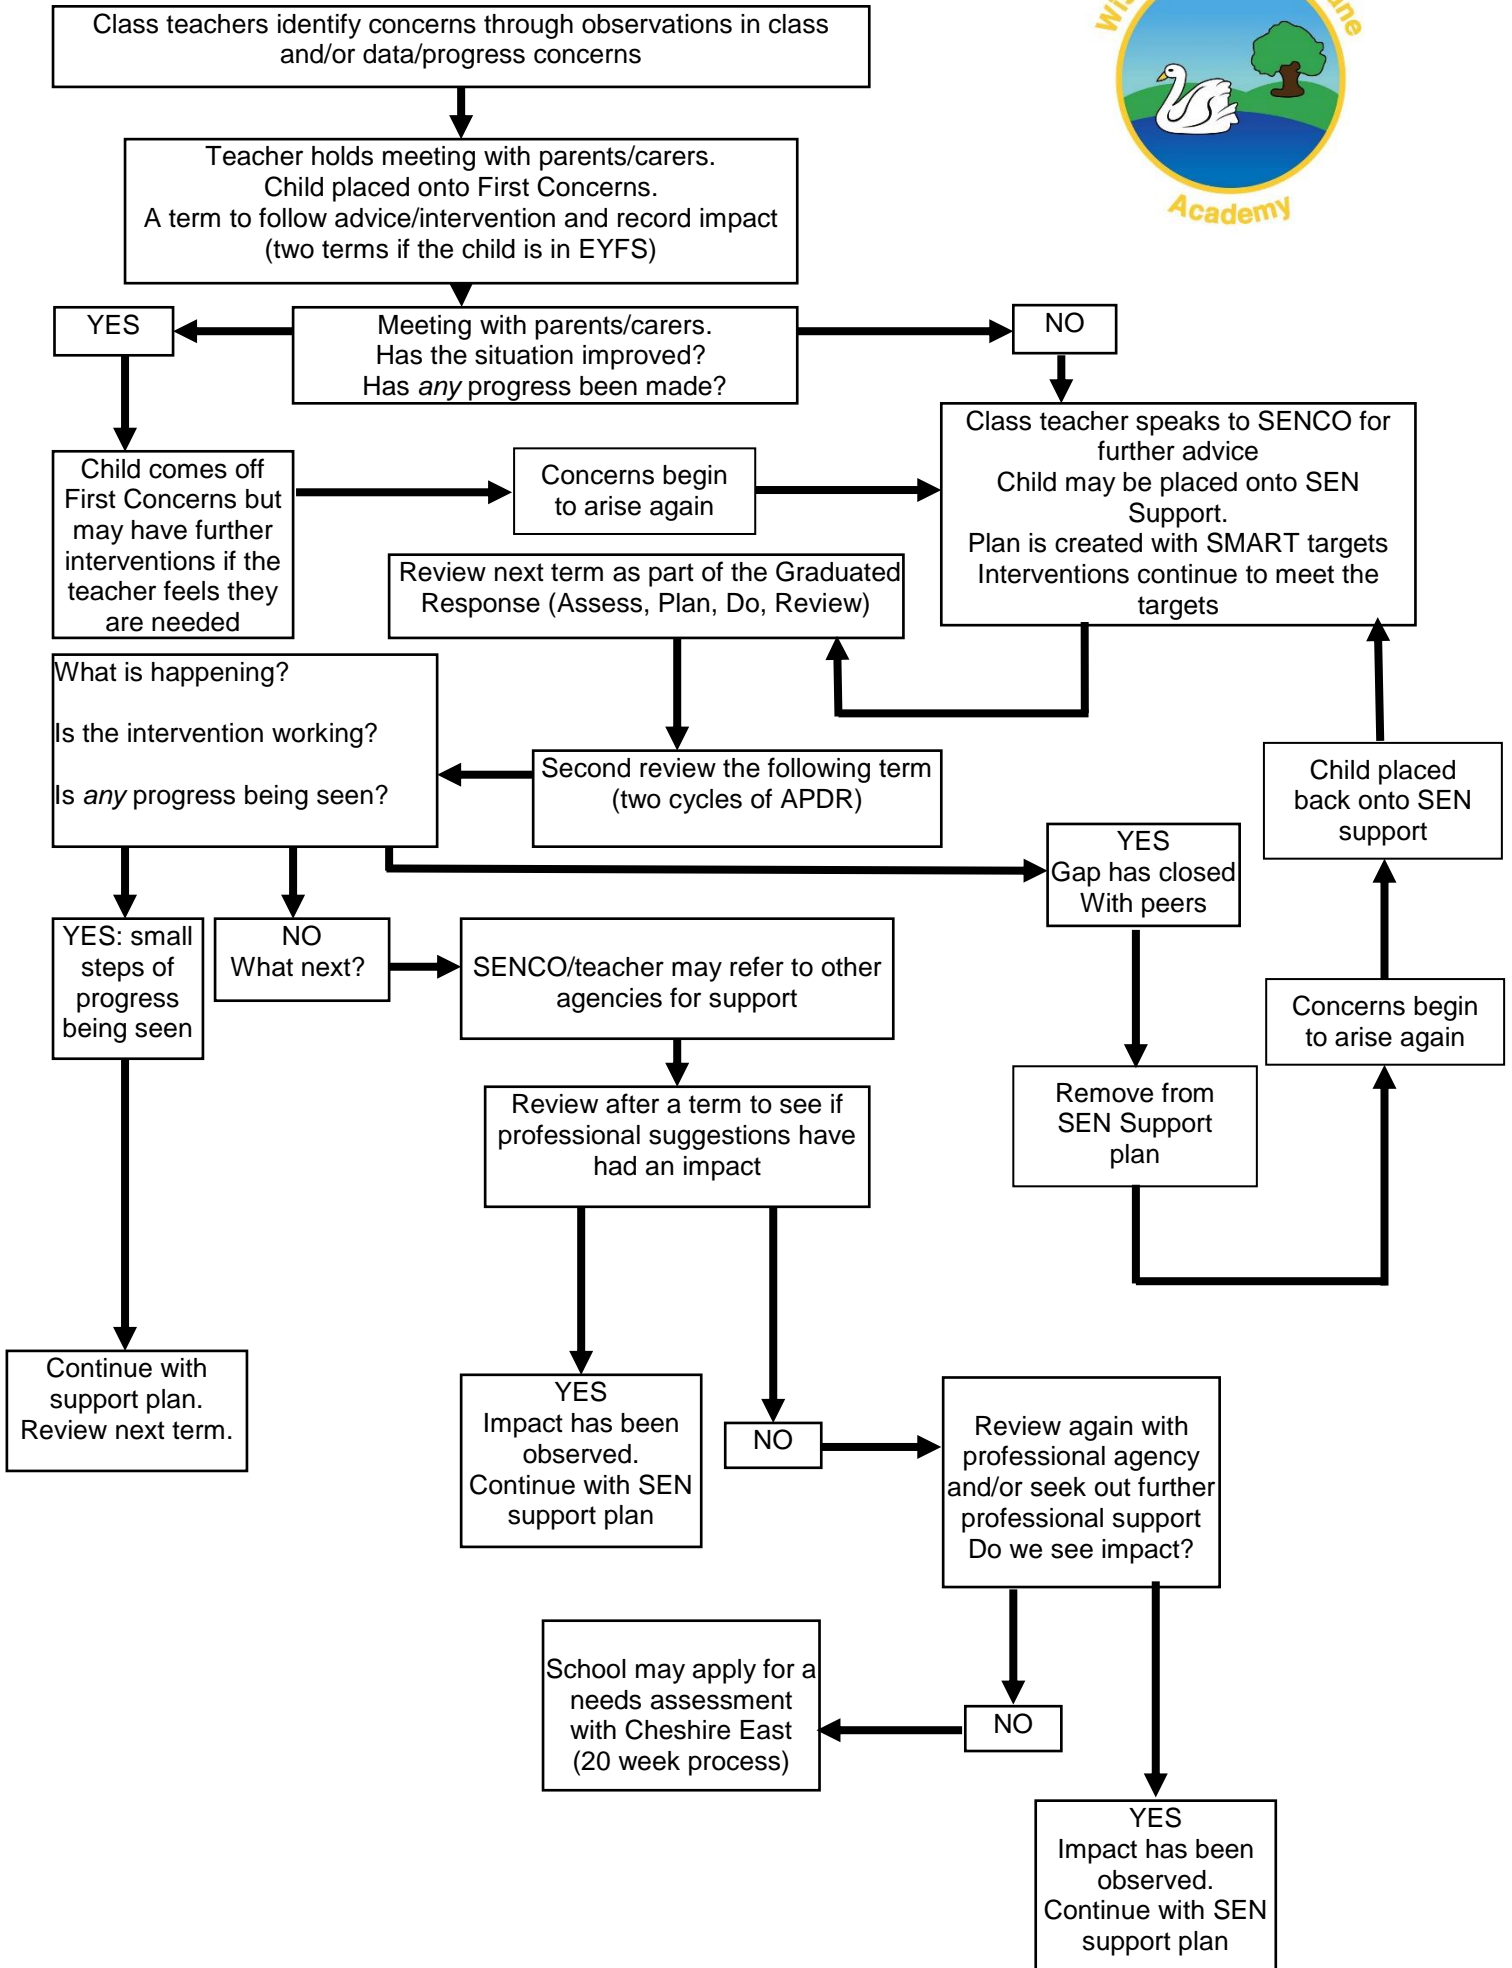 Class teachers identify concerns through observations in class
and/or data/progress concerns
Academy
Teacher holds meeting with parents/carers.
Child placed onto First Concerns.
A term to follow advice/intervention and record impact
(two terms if the child is in EYFS)
YES
Meeting with parents/carers.
Has the situation improved?
Has any progress been made?
NO
Child comes off
First Concerns but
may have further
interventions if the
teacher feels they
are needed
Concerns begin
to arise again
Class teacher speaks to SENCO for
further advice
Child may be placed onto SEN
Support.
Plan is created with SMART targets
Interventions continue to meet the
targets
Review next term as part of the Graduated
Response (Assess, Plan, Do, Review)
What is happening?
Is the intervention working?
Is any progress being seen?
Second review the following term
(two cycles of APDR)
Child placed
back onto SEN
support
YES
Gap has closed
With peers
YES: small
steps of
progress
being seen
NO
What next?
SENCO/teacher may refer to other
agencies for support
Concerns begin
to arise again
Remove from
SEN Support
plan
Review after a term to see if
professional suggestions have
had an impact
Continue with
support plan.
Review next term.
YES
Impact has been
observed.
Continue with SEN
support plan
NO
Review again with
professional agency
and/or seek out further
professional support
Do we see impact?
School may apply for a
needs assessment
with Cheshire East
(20 week process)
NO
YES
Impact has been
observed.
Continue with SEN
support plan